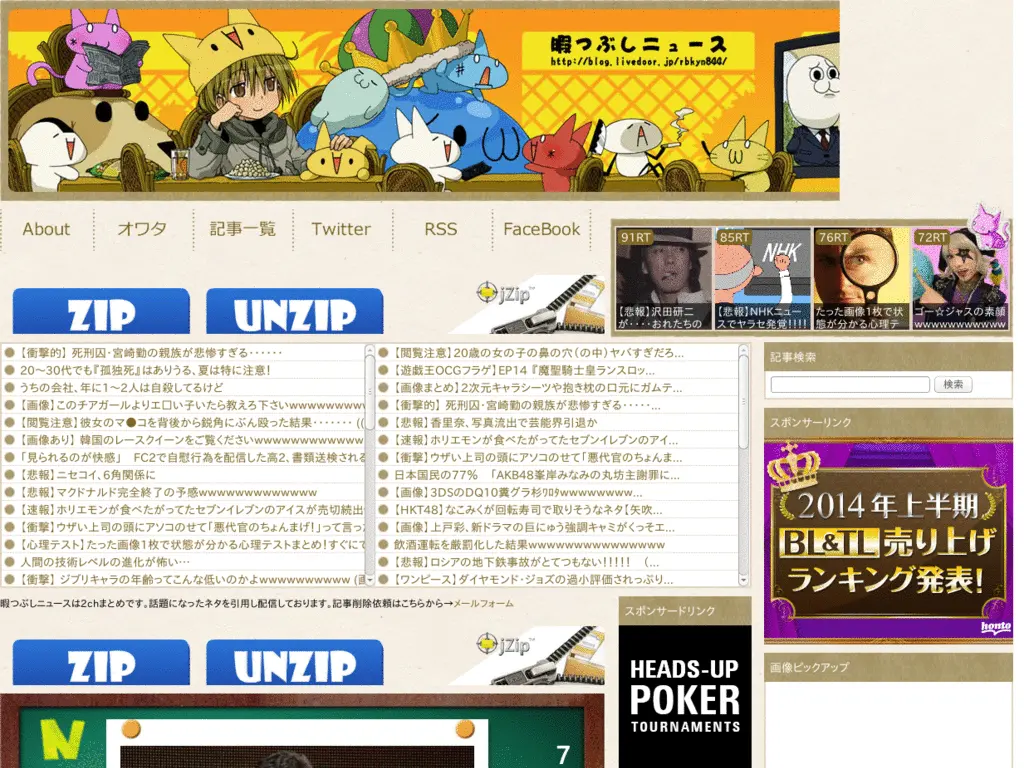 暇つぶしニュース
http://blog.livedoor.jp/rbkyn844/
About
オワタ
記事一覧
Twitter
RSS
FaceBook
91RT
【悲報】沢田研二
が・・・・おれたちの
85RT
NHK
【悲報】NHKニュー
スでヤラセ発覚!!!!
76RT
たった画像1枚で状
態が分かる心理テ
72RT
ゴー☆ジャスの素顔
wwwwwwwwwwwww
ZIP
UNZIP
jZip™
【衝撃的】 死刑囚・宮崎勤の親族が悲惨すぎる‥‥‥
20～30代でも『孤独死』はありうる、夏は特に注意!
うちの会社、年に1～2人は自殺してるけど
【画像】このチアガールよりエ□い子いたら教えろ下さいwwwwwwwww
【閲覧注意】彼女のマ●コを背後から鋭角にぶん殴った結果‥‥‥‥ ((
【画像あり】 韓国のレースクイーンをご覧くださいwwwwwwwwwwwww
「見られるのが快感」 FC2で自慰行為を配信した高2、書類送検される
【悲報】ニセコイ、6角関係に
【悲報】マクドナルド完全終了の予感wwwwwwwwwwwww
【速報】ホリエモンが食べたがってたセブンイレブンのアイスが売切続出
【衝撃】ウザい上司の頭にアソコのせて「悪代官のちょんまげ!」って言っ
【心理テスト】たった画像1枚で状態が分かる心理テストまとめ!すぐにで
人間の技術レベルの進化が怖い…
【衝撃】ジブリキャラの年齢ってこんな低いのかよwwwwwwwwwww (画
【閲覧注意】20歳の女の子の鼻の穴(の中)ヤバすぎだろ...
【遊戯王OCGフラゲ】EP14 『魔聖騎士皇ランスロッ...
【画像まとめ】2次元キャラシーツや抱き枕の口元にガムテ...
【衝撃的】 死刑囚・宮崎勤の親族が悲惨すぎる‥‥‥...
【悲報】香里奈、写真流出で芸能界引退か
【速報】ホリエモンが食べたがってたセブンイレブンのアイ...
【衝撃】ウザい上司の頭にアソコのせて「悪代官のちょんま...
日本国民の77% 「AKB48峯岸みなみの丸坊主謝罪に...
【画像】3DSのDQ10糞グラ杉ﾜﾛﾀwwwwwwwww...
【HKT48】なこみくが回転寿司で取りそうなネタ【矢吹...
【画像】上戸彩、新ドラマの巨にゅう強調キャミがくっそエ...
飲酒運転を厳罰化した結果wwwwwwwwwwwwwww
【悲報】ロシアの地下鉄事故がとてつもない!!!!! (...
【ワンピース】ダイヤモンド・ジョズの過小評価されっぷり...
記事検索
検索
スポンサーリンク
2014年上半期
BL&TL売り上げ
ランキング発表!
honto
暇つぶしニュースは2chまとめです。話題になったネタを引用し配信しております。記事削除依頼はこちらから→メールフォーム
ZIP
UNZIP
jZip™
スポンサードリンク
HEADS-UP
POKER
TOURNAMENTS
画像ピックアップ
N
7